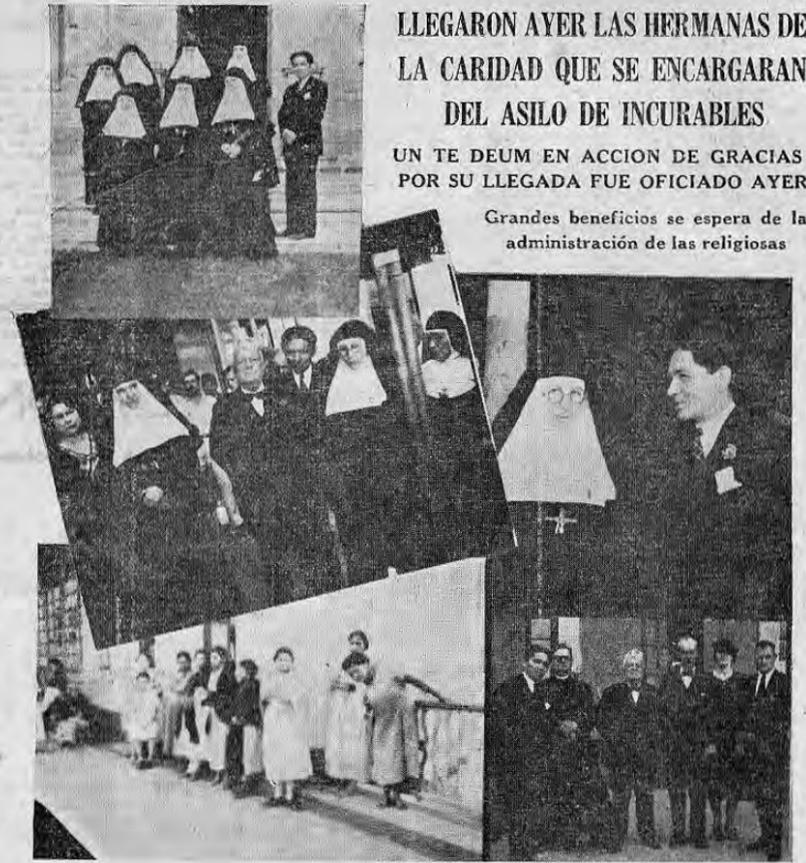 LLEGARON AYER LAS HERMANAS DE
LA CARIDAD QUE SE ENCARGARAN
DEL ASILO DE INCURABLES
UN TE DEUM EN ACCION DE GRACIAS
POR SU LLEGADA FUE OFICIADO AYER
Grandes beneficios se espera de la
administración de las religiosas